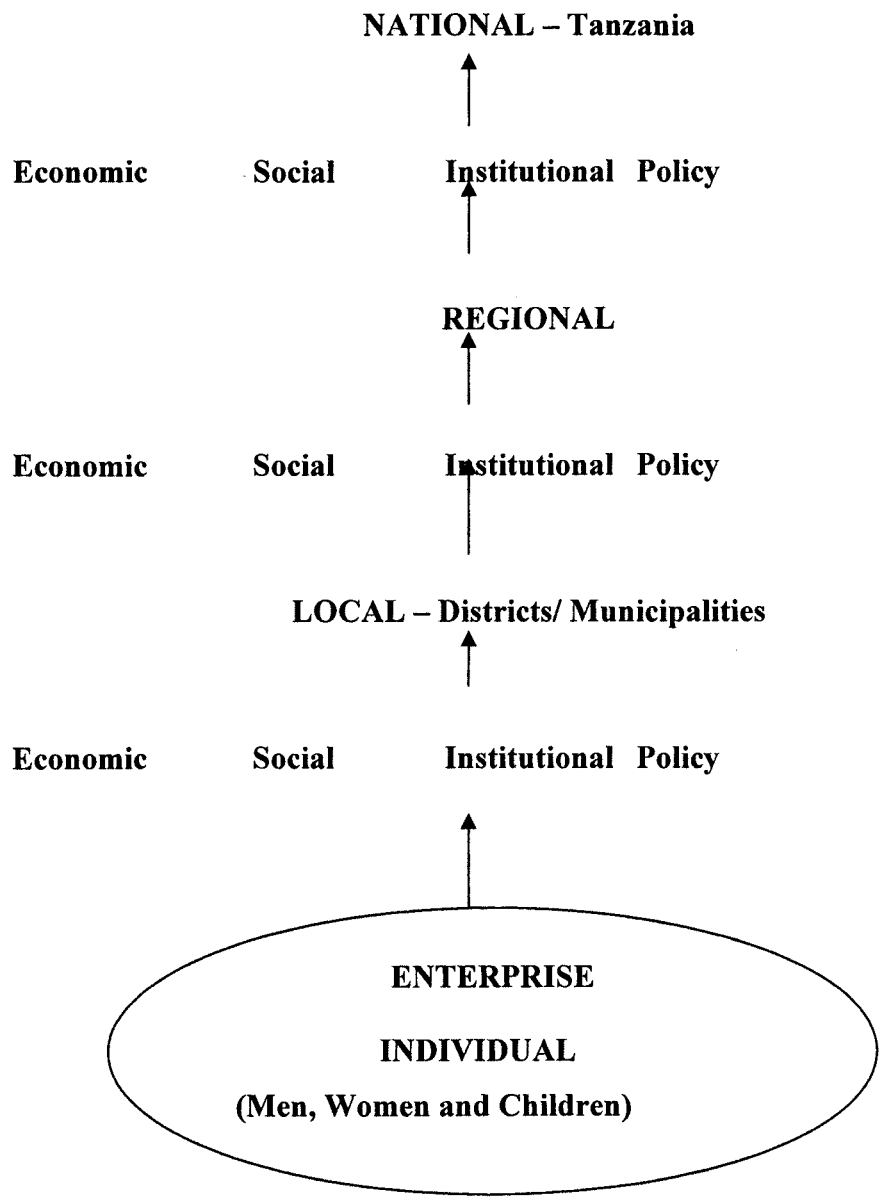 NATIONAL – Tanzania
Economic Social Institutional Policy
REGIONAL
Economic Social Institutional Policy
LOCAL – Districts/ Municipalities
Economic Social Institutional Policy
ENTERPRISE
INDIVIDUAL
(Men, Women and Children)